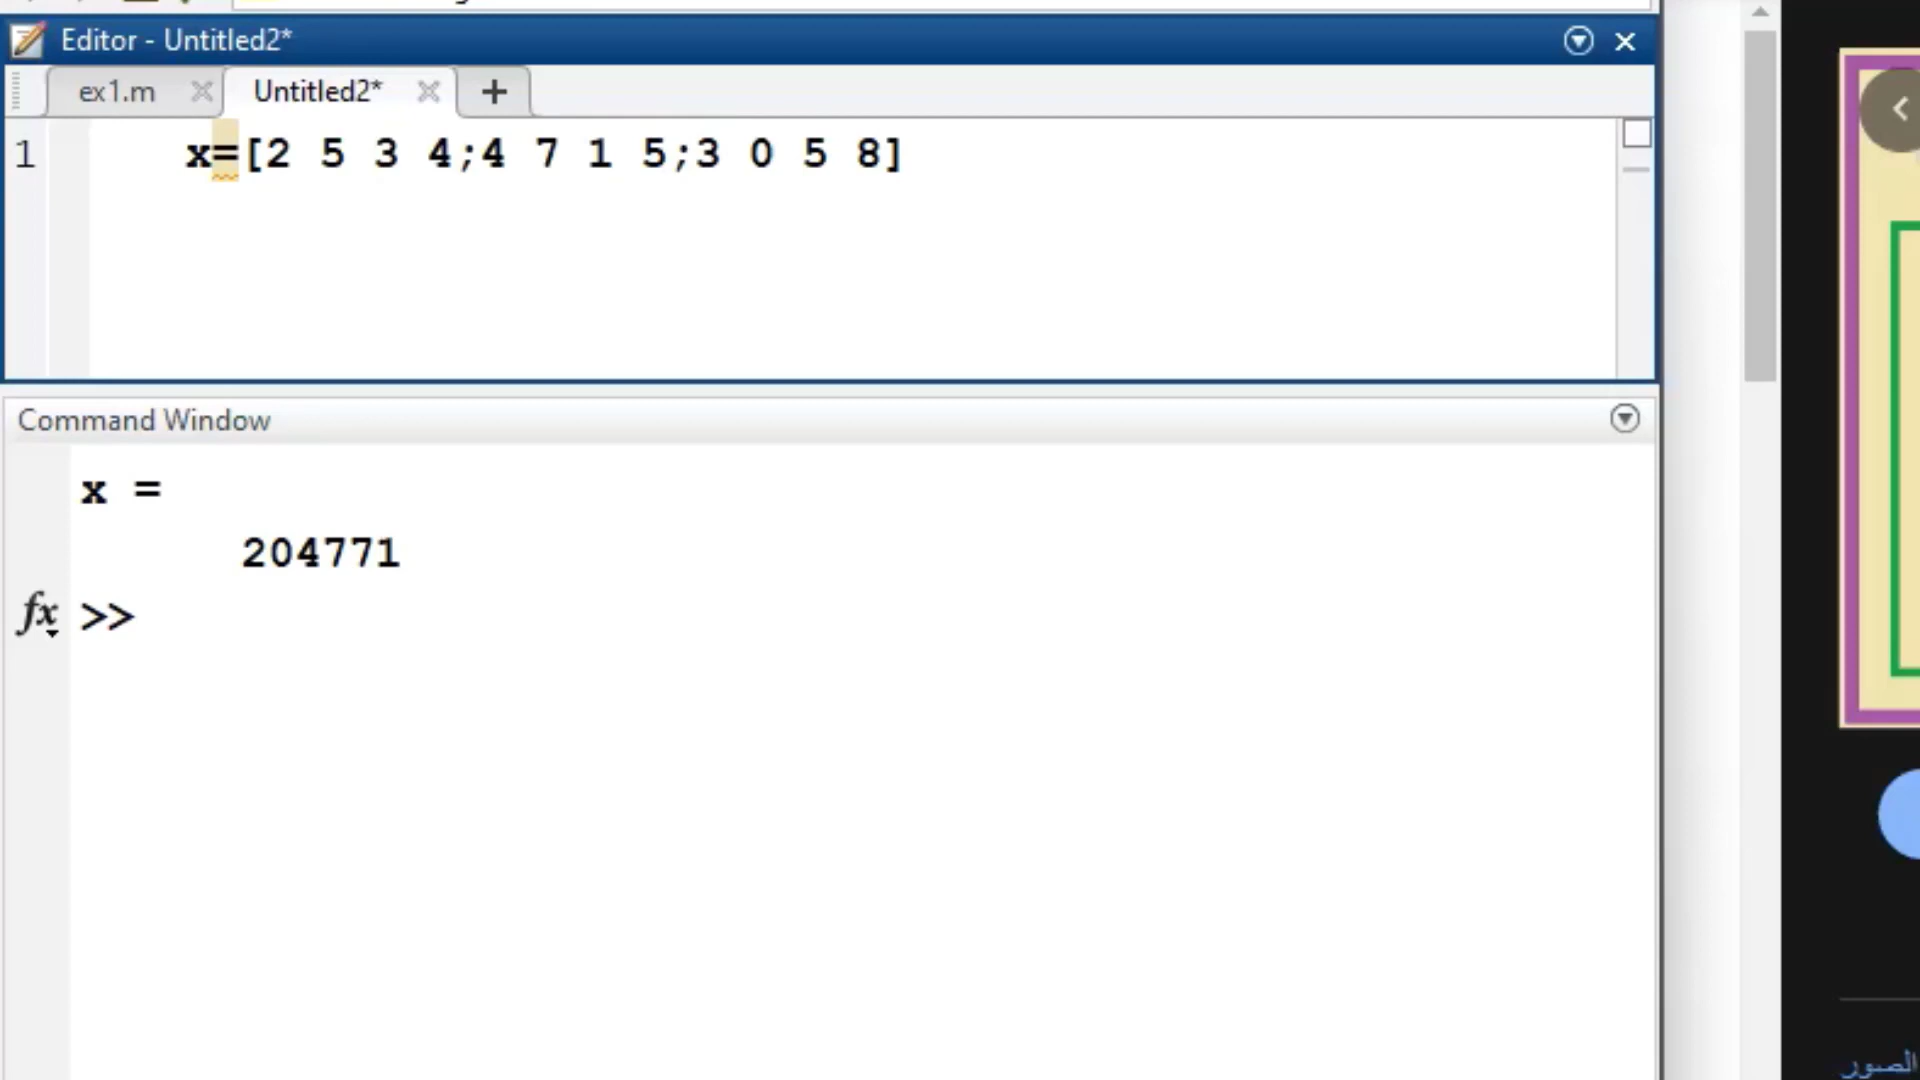 Editor - Untitled2*
ex1.m
Untitled2*
1
x=[2 5 3 4;4 7 1 5;3 0 5 8]
Command Window
x =
204771
fx >>
الصور